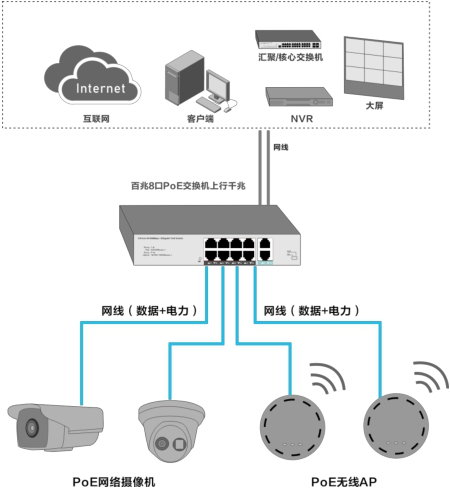 Internet
互联网
客户端
汇聚/核心交换机
NVR
大屏
网线
百兆8口PoE交换机上行千兆
网线（数据+电力）
网线（数据+电力）
PoE网络摄像机
PoE无线AP